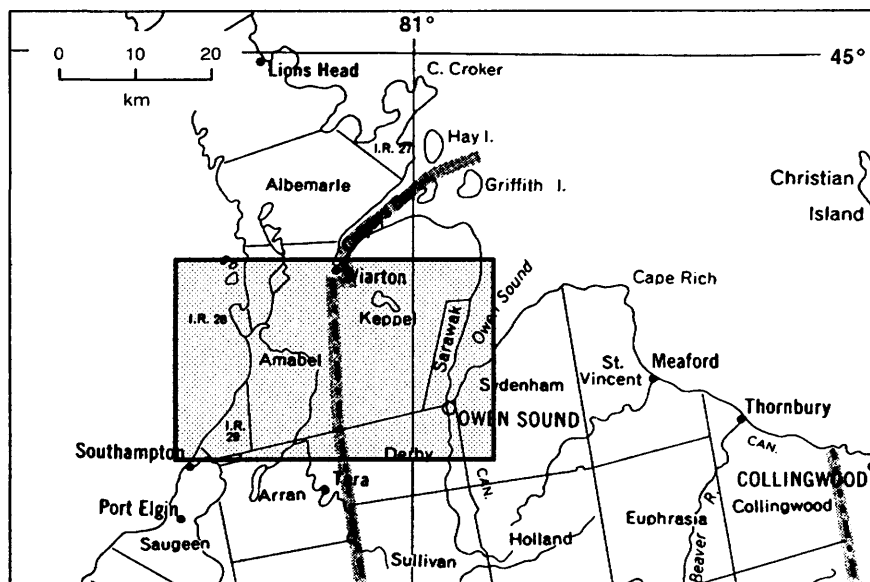 81°
45°
0 10 20
km
Lions Head
C. Croker
I.R. 27
Hay I.
Albemarle
Griffith I.
Christian
Island
Wiarton
Cape Rich
Keppel
Owen Sound
I.R. 28
Sarawak
Amabel
St.
Vincent
Meaford
Sydenham
Thornbury
OWEN SOUND
I.R.
29
Southampton
Derby
CAN.
CAN.
COLLINGWOOD
Collingwood
Arran
Tara
Port Elgin
Saugeen
Sullivan
Holland
Euphrasia
Beaver R.